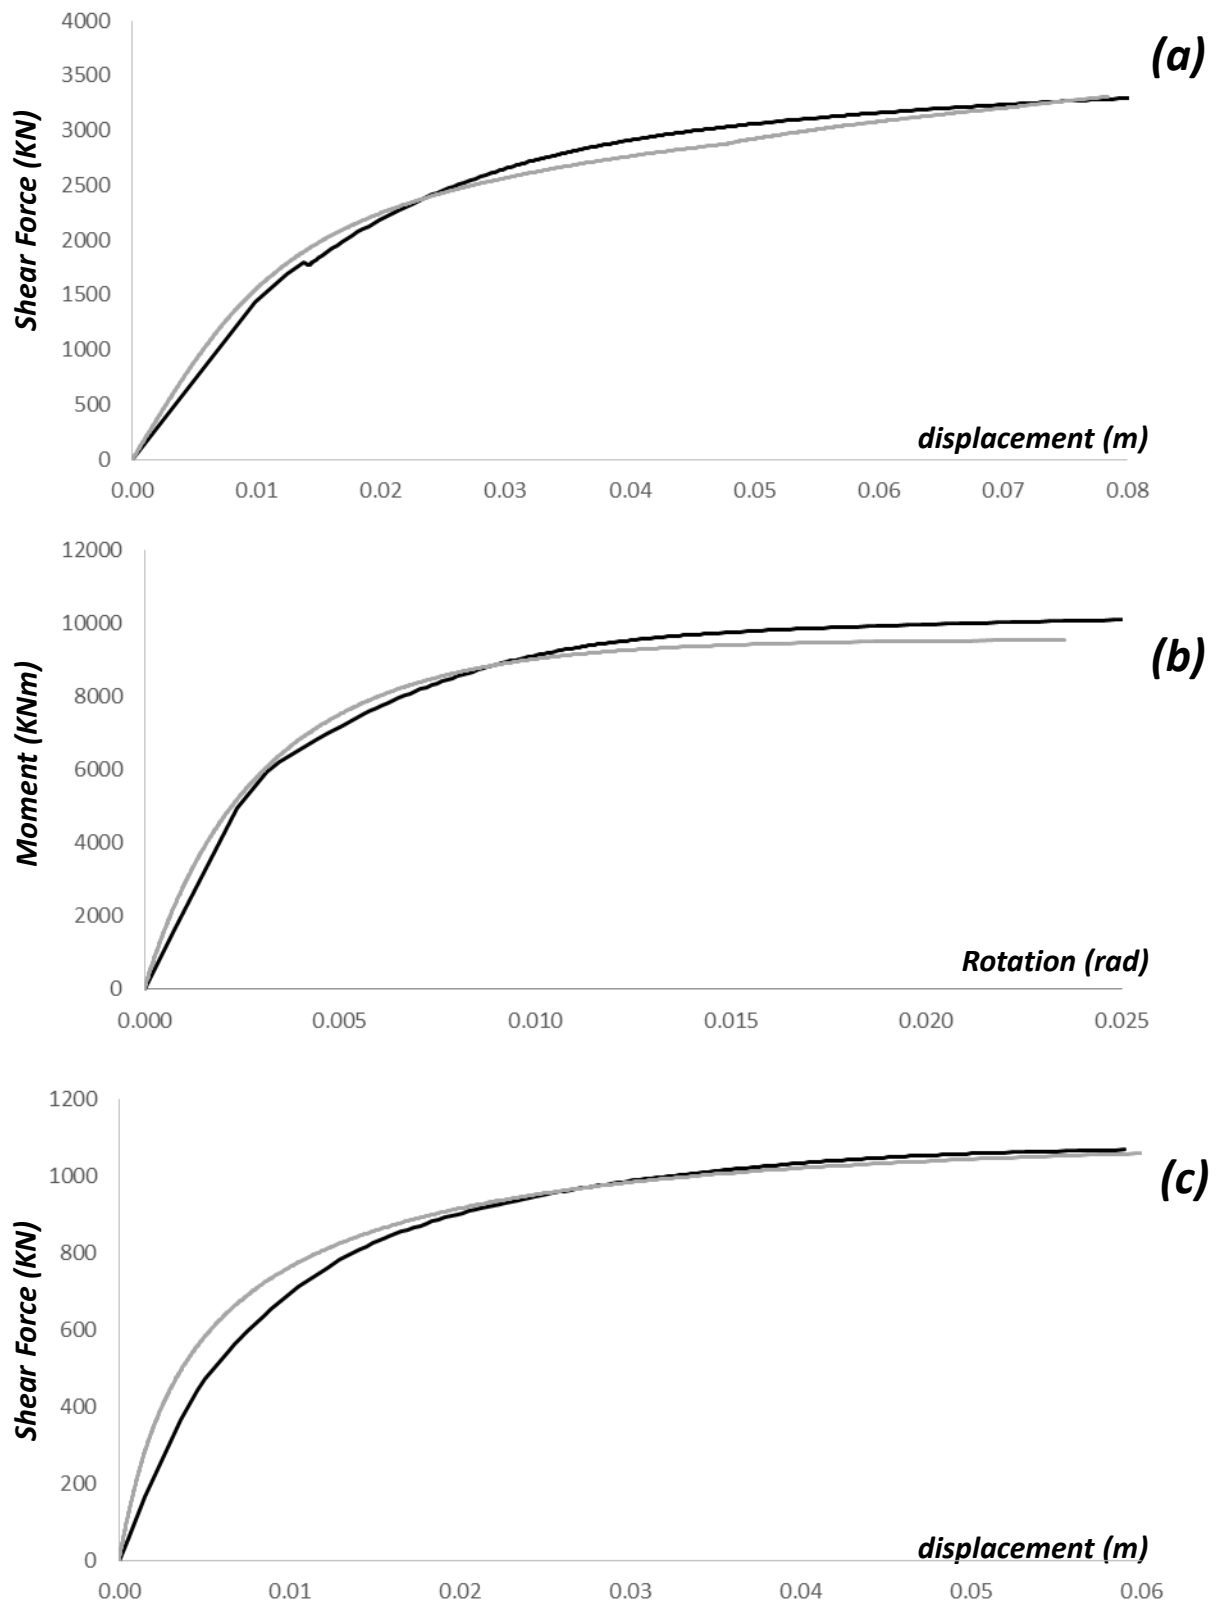 4000
(a)
3500
3000
2500
2000
1500
1000
500
0
Shear Force (KN)
displacement (m)
0.00 0.01 0.02 0.03 0.04 0.05 0.06 0.07 0.08
12000
10000
(b)
8000
6000
4000
2000
0
Moment (KNm)
Rotation (rad)
0.000 0.005 0.010 0.015 0.020 0.025
1200
1000
(c)
800
600
400
200
0
Shear Force (KN)
displacement (m)
0.00 0.01 0.02 0.03 0.04 0.05 0.06